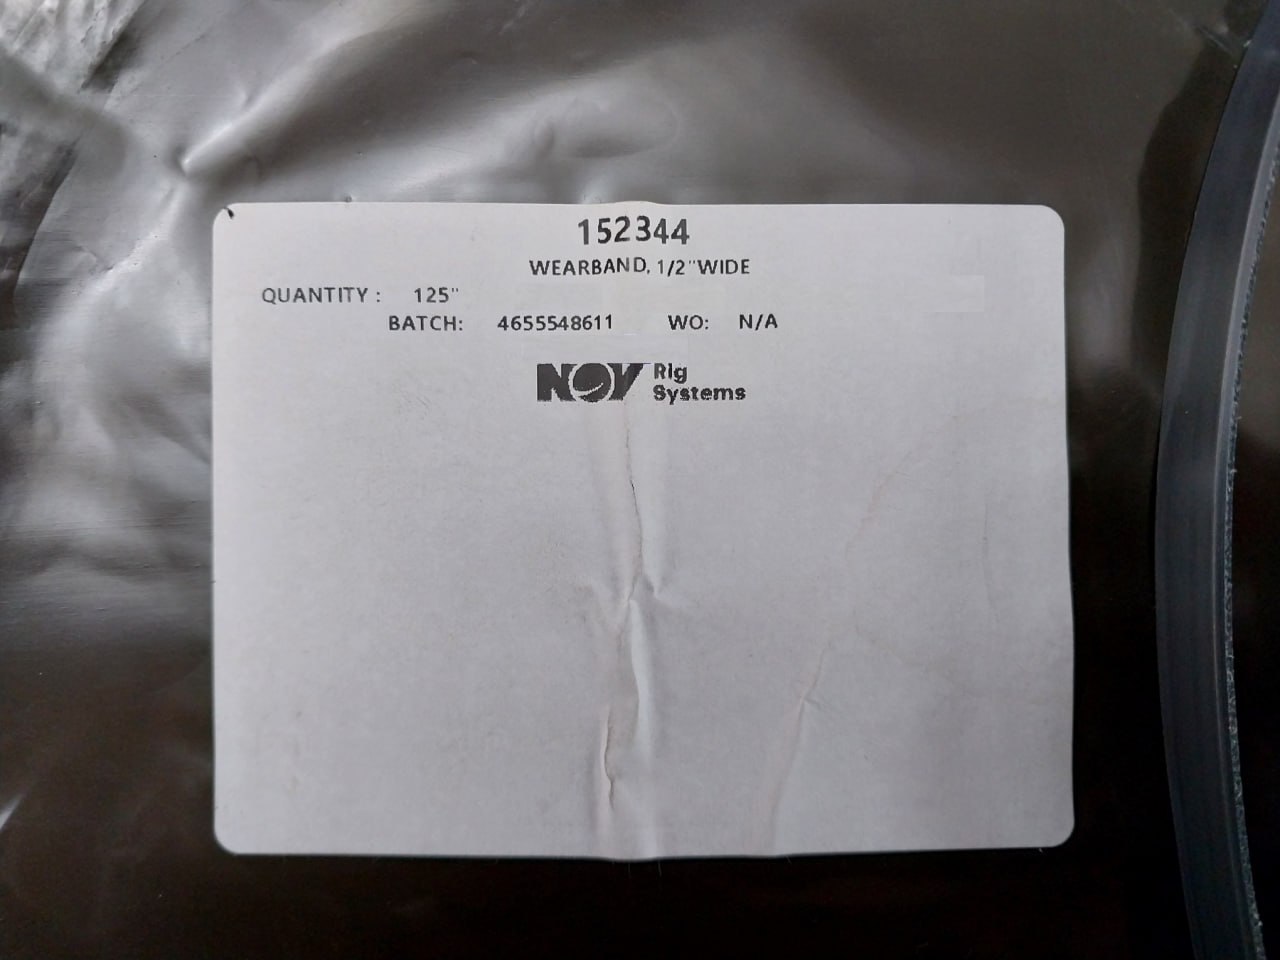 152344
WEARBAND, 1/2"WIDE
QUANTITY : 125"
BATCH: 4655548611 WO: N/A
NOV Rig
Systems